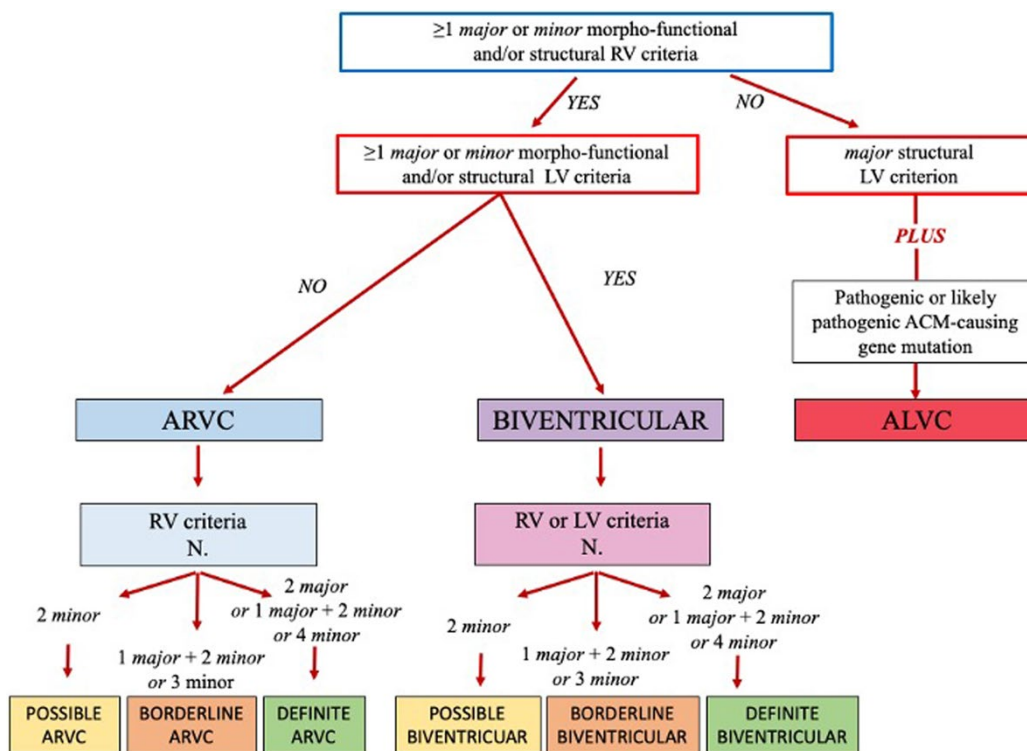 ≥1 major or minor morpho-functional
and/or structural RV criteria
YES
NO
≥1 major or minor morpho-functional
and/or structural LV criteria
major structural
LV criterion
PLUS
NO
YES
Pathogenic or likely
pathogenic ACM-causing
gene mutation
ARVC
BIVENTRICULAR
ALVC
RV criteria
N.
RV or LV criteria
N.
2 minor
1 major + 2 minor
or 3 minor
2 major
or 1 major + 2 minor
or 4 minor
2 minor
1 major + 2 minor
or 3 minor
2 major
or 1 major + 2 minor
or 4 minor
POSSIBLE
ARVC
BORDERLINE
ARVC
DEFINITE
ARVC
POSSIBLE
BIVENTRICUAR
BORDERLINE
BIVENTRICULAR
DEFINITE
BIVENTRICULAR